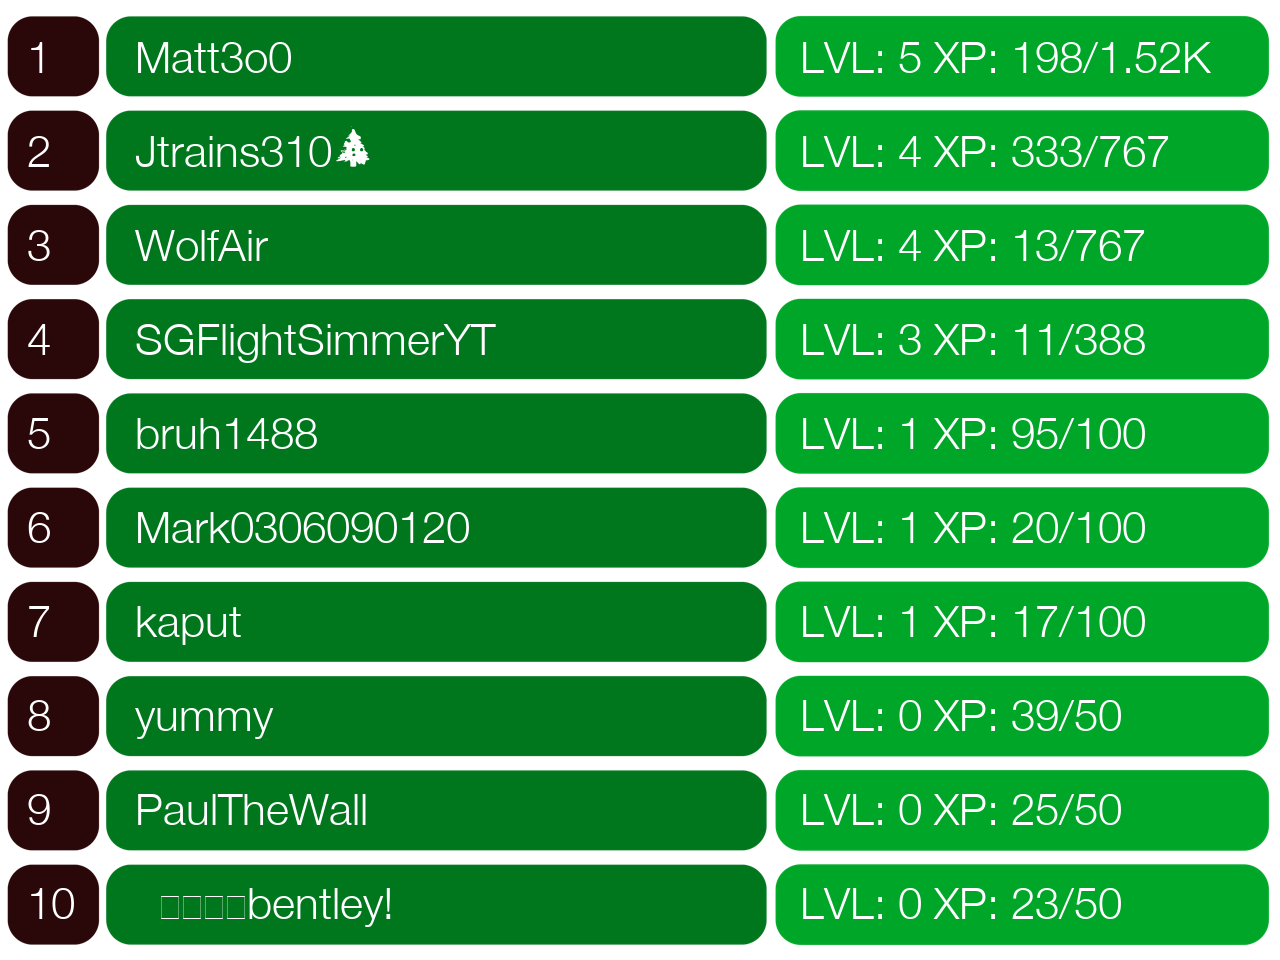 1 Matt3o0 LVL: 5 XP: 198/1.52K
2 Jtrains310🌲 LVL: 4 XP: 333/767
3 WolfAir LVL: 4 XP: 13/767
4 SGFlightSimmerYT LVL: 3 XP: 11/388
5 bruh1488 LVL: 1 XP: 95/100
6 Mark0306090120 LVL: 1 XP: 20/100
7 kaput LVL: 1 XP: 17/100
8 yummy LVL: 0 XP: 39/50
9 PaulTheWall LVL: 0 XP: 25/50
10 □□□□bentley! LVL: 0 XP: 23/50